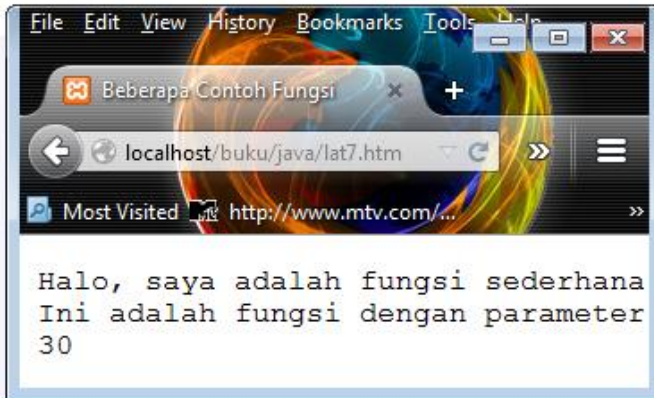 File Edit View History Bookmarks Tools Help
Beberapa Contoh Fungsi
localhost/buku/java/lat7.htm
Most Visited http://www.mtv.com/...
Halo, saya adalah fungsi sederhana
Ini adalah fungsi dengan parameter
30